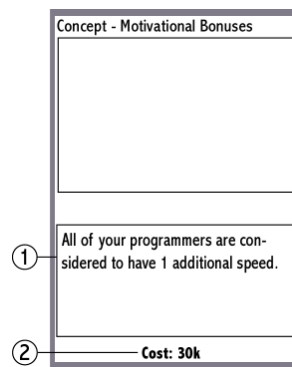 Concept - Motivational Bonuses
All of your programmers are con-
sidered to have 1 additional speed.
1
2
Cost: 30k